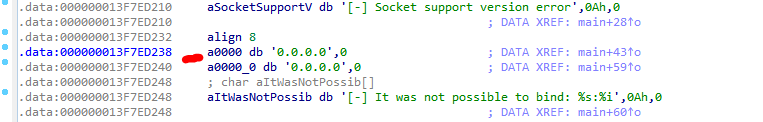 .data:000000013F7ED210 aSocketSupportV db '[-] Socket support version error',0Ah,0
.data:000000013F7ED210 ; DATA XREF: main+28↑o
.data:000000013F7ED232 align 8
.data:000000013F7ED238 a0000 db '0.0.0.0',0 ; DATA XREF: main+43↑o
.data:000000013F7ED240 a0000_0 db '0.0.0.0',0 ; DATA XREF: main+59↑o
.data:000000013F7ED248 ; char aItWasNotPossib[]
.data:000000013F7ED248 aItWasNotPossib db '[-] It was not possible to bind: %s:%i',0Ah,0
.data:000000013F7ED248 ; DATA XREF: main+60↑o